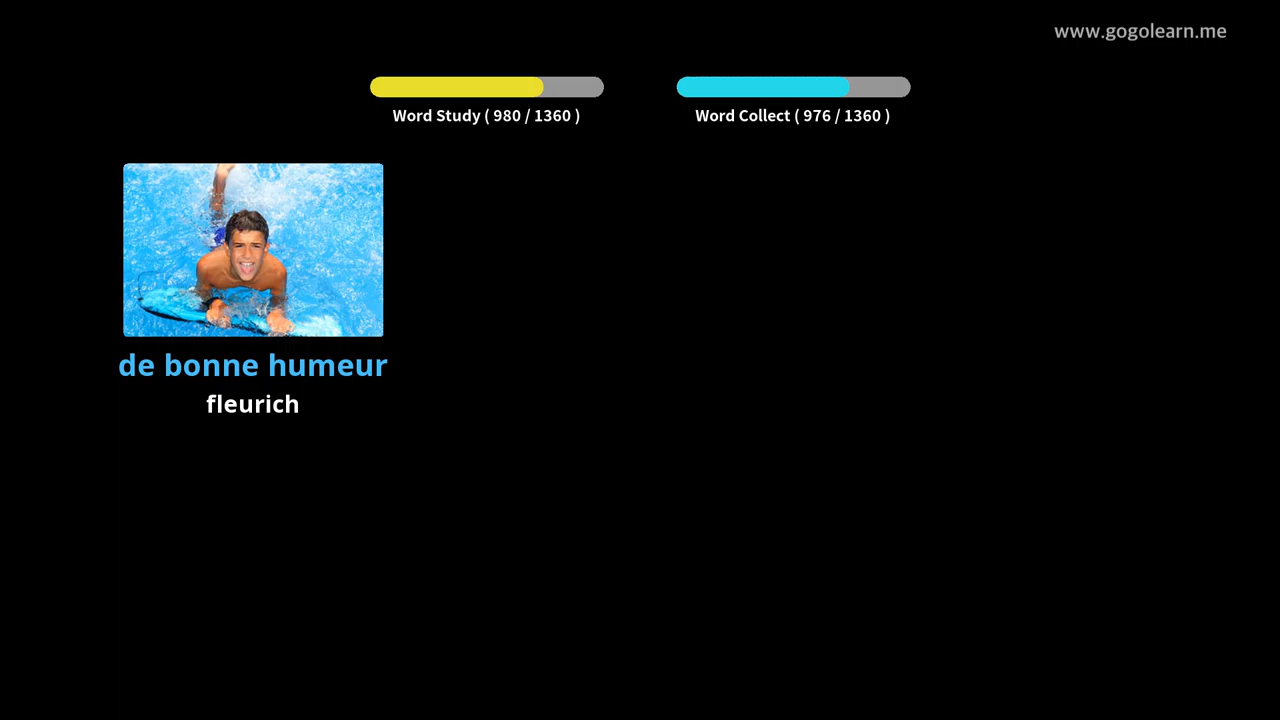 www.gogolearn.me
Word Study ( 980 / 1360 )
Word Collect ( 976 / 1360 )
de bonne humeur
fleurich